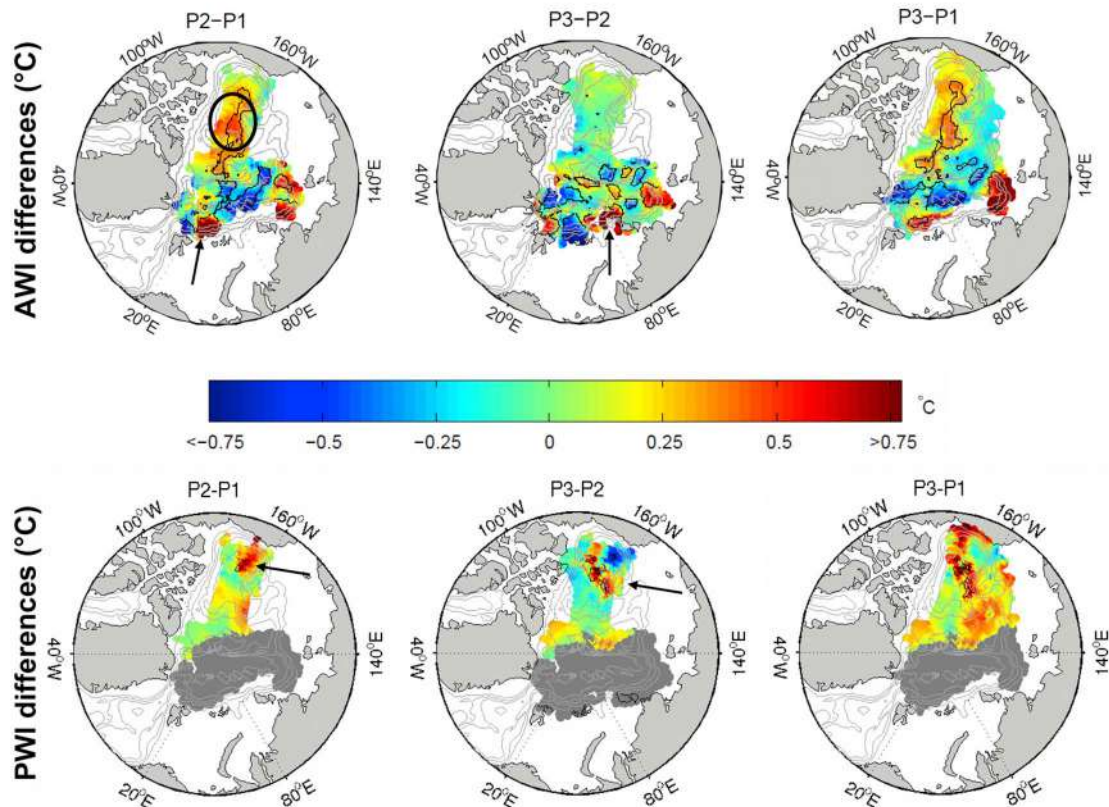 AWI differences (°C)
P2−P1
P3−P2
P3−P1
100°W
160°W
40°W
140°E
20°E
80°E
100°W
160°W
40°W
140°E
20°E
80°E
100°W
160°W
40°W
140°E
20°E
80°E
<−0.75
−0.5
−0.25
0
0.25
0.5
>0.75
°C
PWI differences (°C)
P2-P1
P3-P2
P3-P1
100°W
160°W
40°W
140°E
20°E
80°E
100°W
160°W
40°W
140°E
20°E
80°E
100°W
160°W
40°W
140°E
20°E
80°E